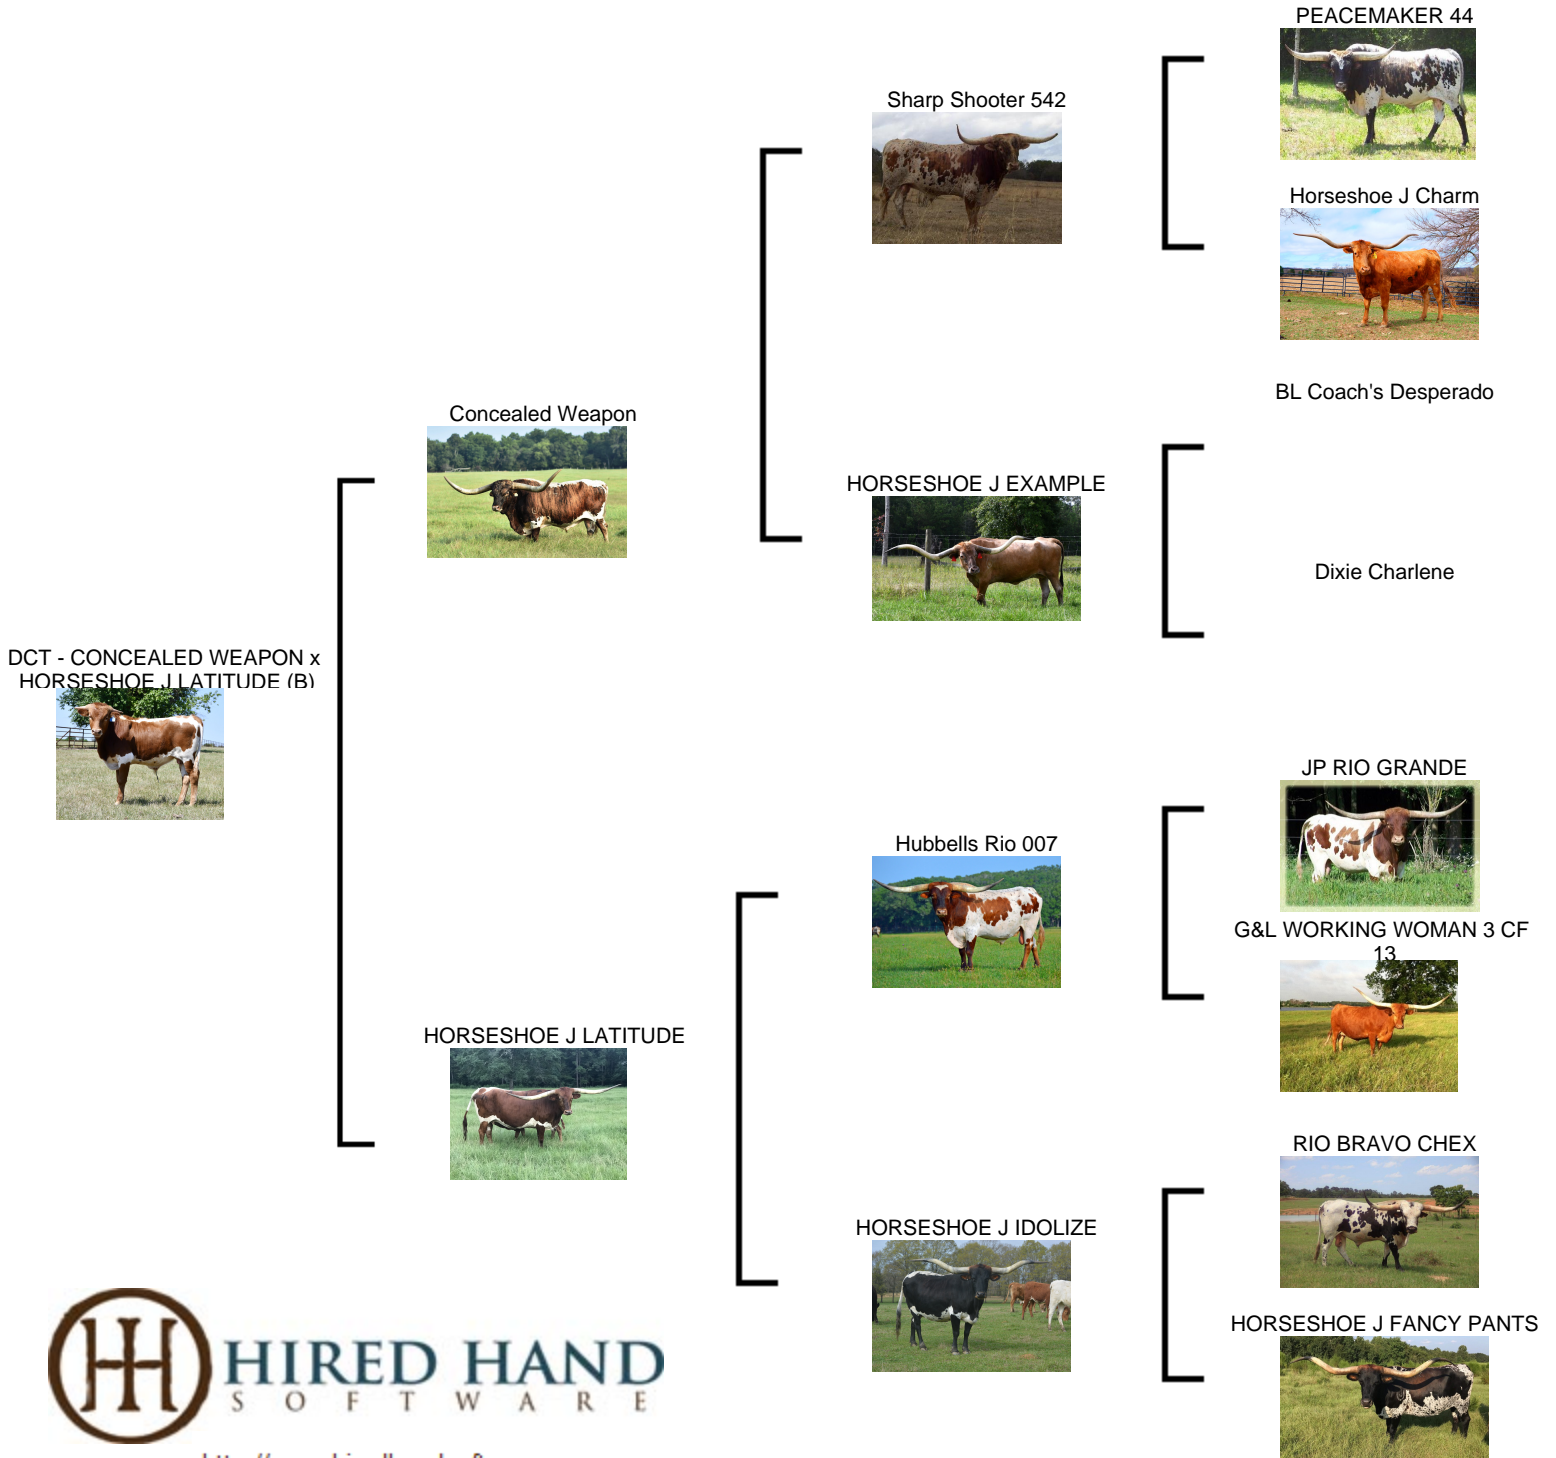 PEACEMAKER 44
Sharp Shooter 542
Horseshoe J Charm
BL Coach's Desperado
Concealed Weapon
HORSESHOE J EXAMPLE
Dixie Charlene
DCT - CONCEALED WEAPON x
HORSESHOE J LATITUDE (B)
JP RIO GRANDE
Hubbells Rio 007
G&L WORKING WOMAN 3 CF
13
HORSESHOE J LATITUDE
RIO BRAVO CHEX
HORSESHOE J IDOLIZE
HORSESHOE J FANCY PANTS
HIRED HAND
SOFTWARE